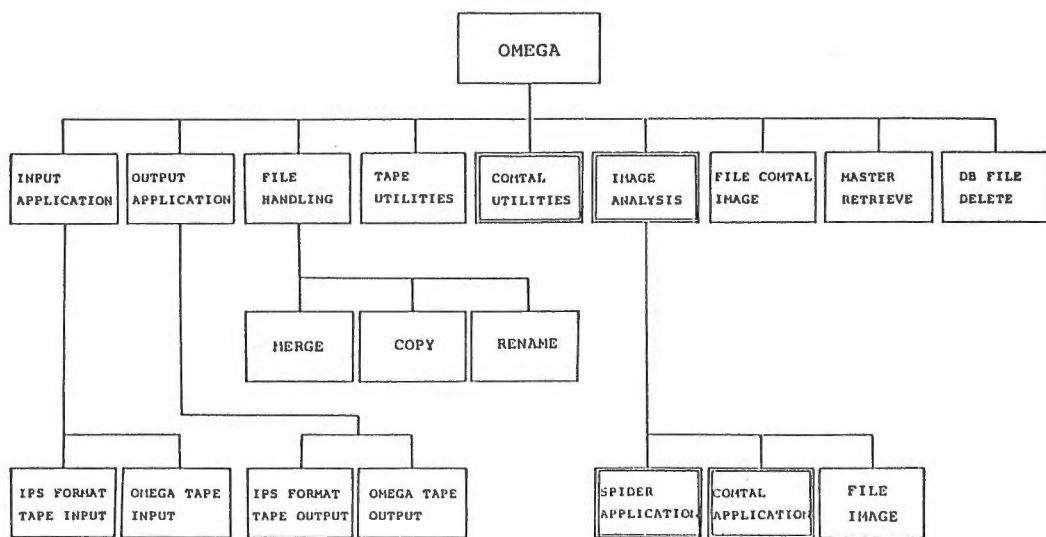 OMEGA
INPUT
APPLICATION
OUTPUT
APPLICATION
FILE
HANDLING
TAPE
UTILITIES
COMTAL
UTILITIES
IMAGE
ANALYSIS
FILE COMTAL
IMAGE
MASTER
RETRIEVE
DB FILE
DELETE
MERGE
COPY
RENAME
IPS FORMAT
TAPE INPUT
OMEGA TAPE
INPUT
IPS FORMAT
TAPE OUTPUT
OMEGA TAPE
OUTPUT
SPIDER
APPLICATION
COMTAL
APPLICATION
FILE
IMAGE